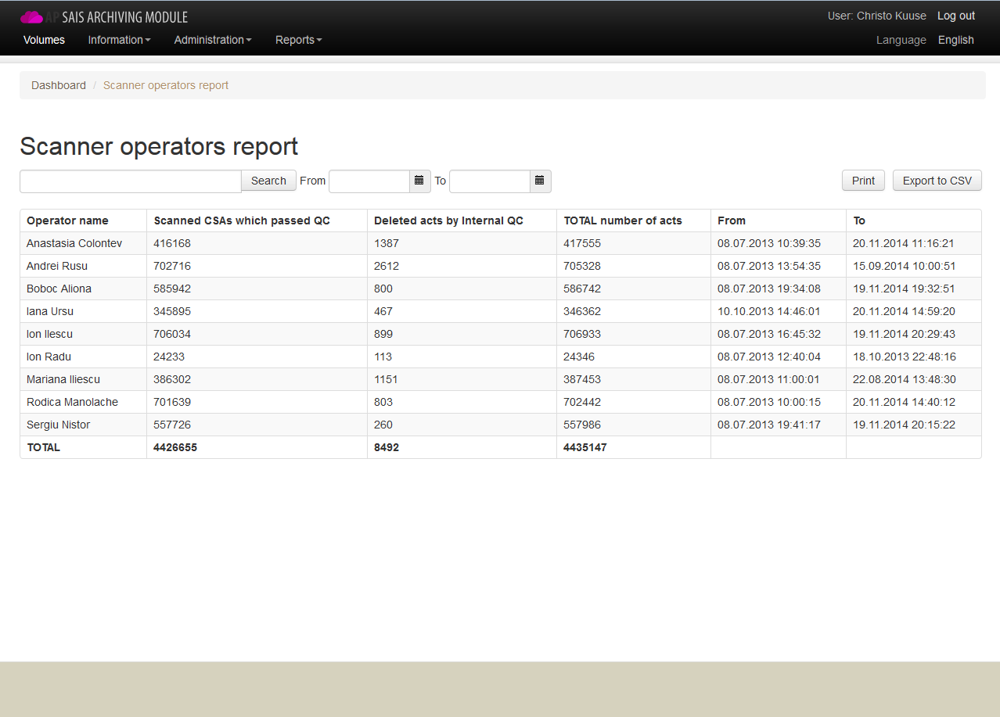 AP SAIS ARCHIVING MODULE User: Christo Kuuse Log out
Volumes Information Administration Reports Language English
Dashboard / Scanner operators report
Scanner operators report
Search From To Print Export to CSV
Operator name Scanned CSAs which passed QC Deleted acts by Internal QC TOTAL number of acts From To
Anastasia Colontev 416168 1387 417555 08.07.2013 10:39:35 20.11.2014 11:16:21
Andrei Rusu 702716 2612 705328 08.07.2013 13:54:35 15.09.2014 10:00:51
Boboc Aliona 585942 800 586742 08.07.2013 19:34:08 19.11.2014 19:32:51
Iana Ursu 345895 467 346362 10.10.2013 14:46:01 20.11.2014 14:59:20
Ion Ilescu 706034 899 706933 08.07.2013 16:45:32 19.11.2014 20:29:43
Ion Radu 24233 113 24346 08.07.2013 12:40:04 18.10.2013 22:48:16
Mariana Iliescu 386302 1151 387453 08.07.2013 11:00:01 22.08.2014 13:48:30
Rodica Manolache 701639 803 702442 08.07.2013 10:00:15 20.11.2014 14:40:12
Sergiu Nistor 557726 260 557986 08.07.2013 19:41:17 19.11.2014 20:15:22
TOTAL 4426655 8492 4435147